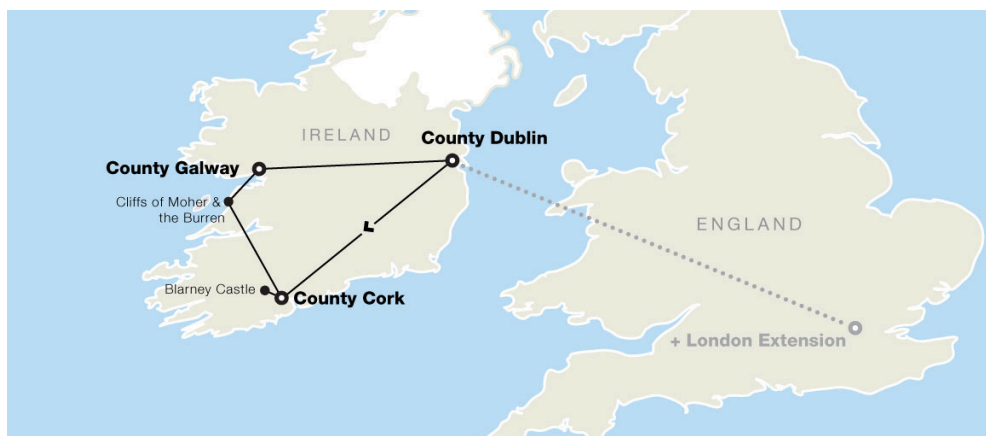 IRELAND
County Dublin
County Galway
Cliffs of Moher &
the Burren
ENGLAND
Blarney Castle
County Cork
+ London Extension